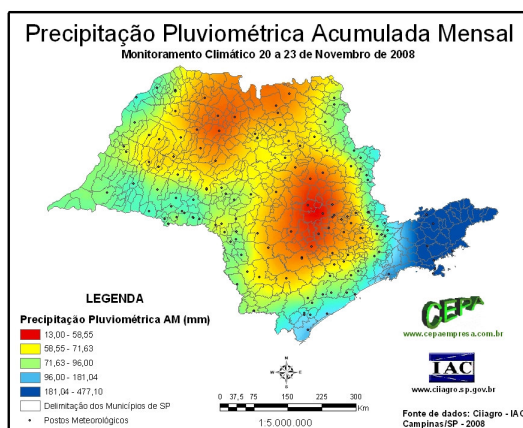 Precipitação Pluviométrica Acumulada Mensal
Monitoramento Climático 20 a 23 de Novembro de 2008
LEGENDA
Precipitação Pluviométrica AM (mm)
13,00 - 58,55
58,55 - 71,63
71,63 - 96,00
96,00 - 181,04
181,04 - 477,10
Delimitação dos Municípios de SP
Postos Meteorológicos
N
W E
S
0 37,5 75 150 225 300
Km
1:5.000.000
CEPA
www.cepaempresa.com.br
IAC
www.ciiagro.sp.gov.br
Fonte de dados: Ciiagro - IAC
Campinas/SP - 2008